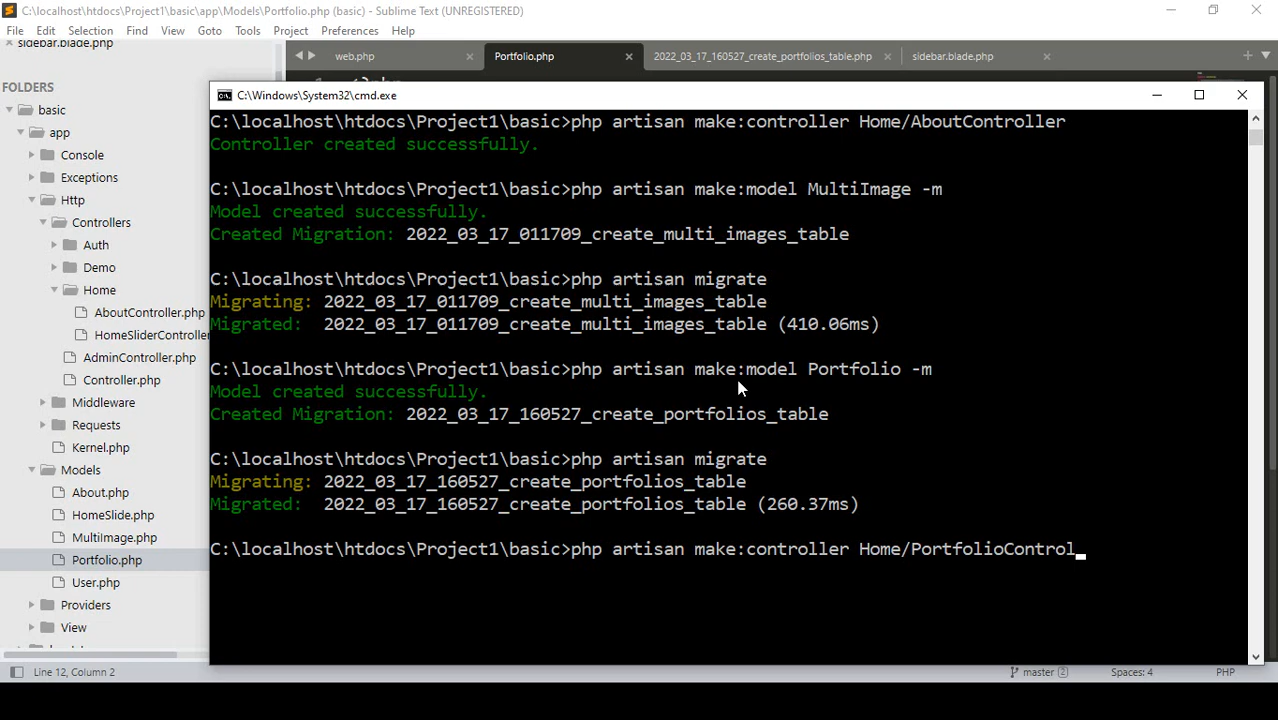 C:\localhost\htdocs\Project1\basic\app\Models\Portfolio.php (basic) - Sublime Text (UNREGISTERED)
File Edit Selection Find View Goto Tools Project Preferences Help
sidebar.blade.php
web.php
Portfolio.php
2022_03_17_160527_create_portfolios_table.php
sidebar.blade.php
FOLDERS
basic
app
Console
Exceptions
Http
Controllers
Auth
Demo
Home
AboutController.php
HomeSliderController
AdminController.php
Controller.php
Middleware
Requests
Kernel.php
Models
About.php
HomeSlide.php
MultiImage.php
Portfolio.php
User.php
Providers
View
C:\Windows\System32\cmd.exe
C:\localhost\htdocs\Project1\basic>php artisan make:controller Home/AboutController
Controller created successfully.
C:\localhost\htdocs\Project1\basic>php artisan make:model MultiImage -m
Model created successfully.
Created Migration: 2022_03_17_011709_create_multi_images_table
C:\localhost\htdocs\Project1\basic>php artisan migrate
Migrating: 2022_03_17_011709_create_multi_images_table
Migrated:  2022_03_17_011709_create_multi_images_table (410.06ms)
C:\localhost\htdocs\Project1\basic>php artisan make:model Portfolio -m
Model created successfully.
Created Migration: 2022_03_17_160527_create_portfolios_table
C:\localhost\htdocs\Project1\basic>php artisan migrate
Migrating: 2022_03_17_160527_create_portfolios_table
Migrated:  2022_03_17_160527_create_portfolios_table (260.37ms)
C:\localhost\htdocs\Project1\basic>php artisan make:controller Home/PortfolioControl_
Line 12, Column 2
master 2
Spaces: 4
PHP